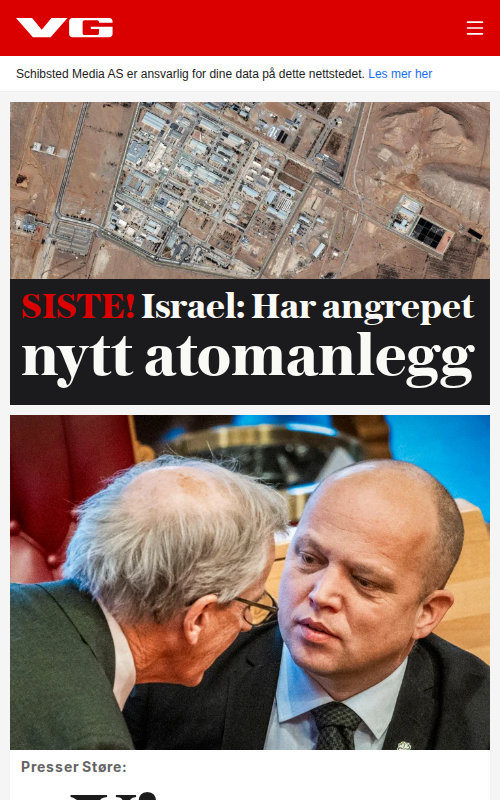 VG
Schibsted Media AS er ansvarlig for dine data på dette nettstedet. Les mer her
SISTE! Israel: Har angrepet
nytt atomanlegg
Presser Støre: